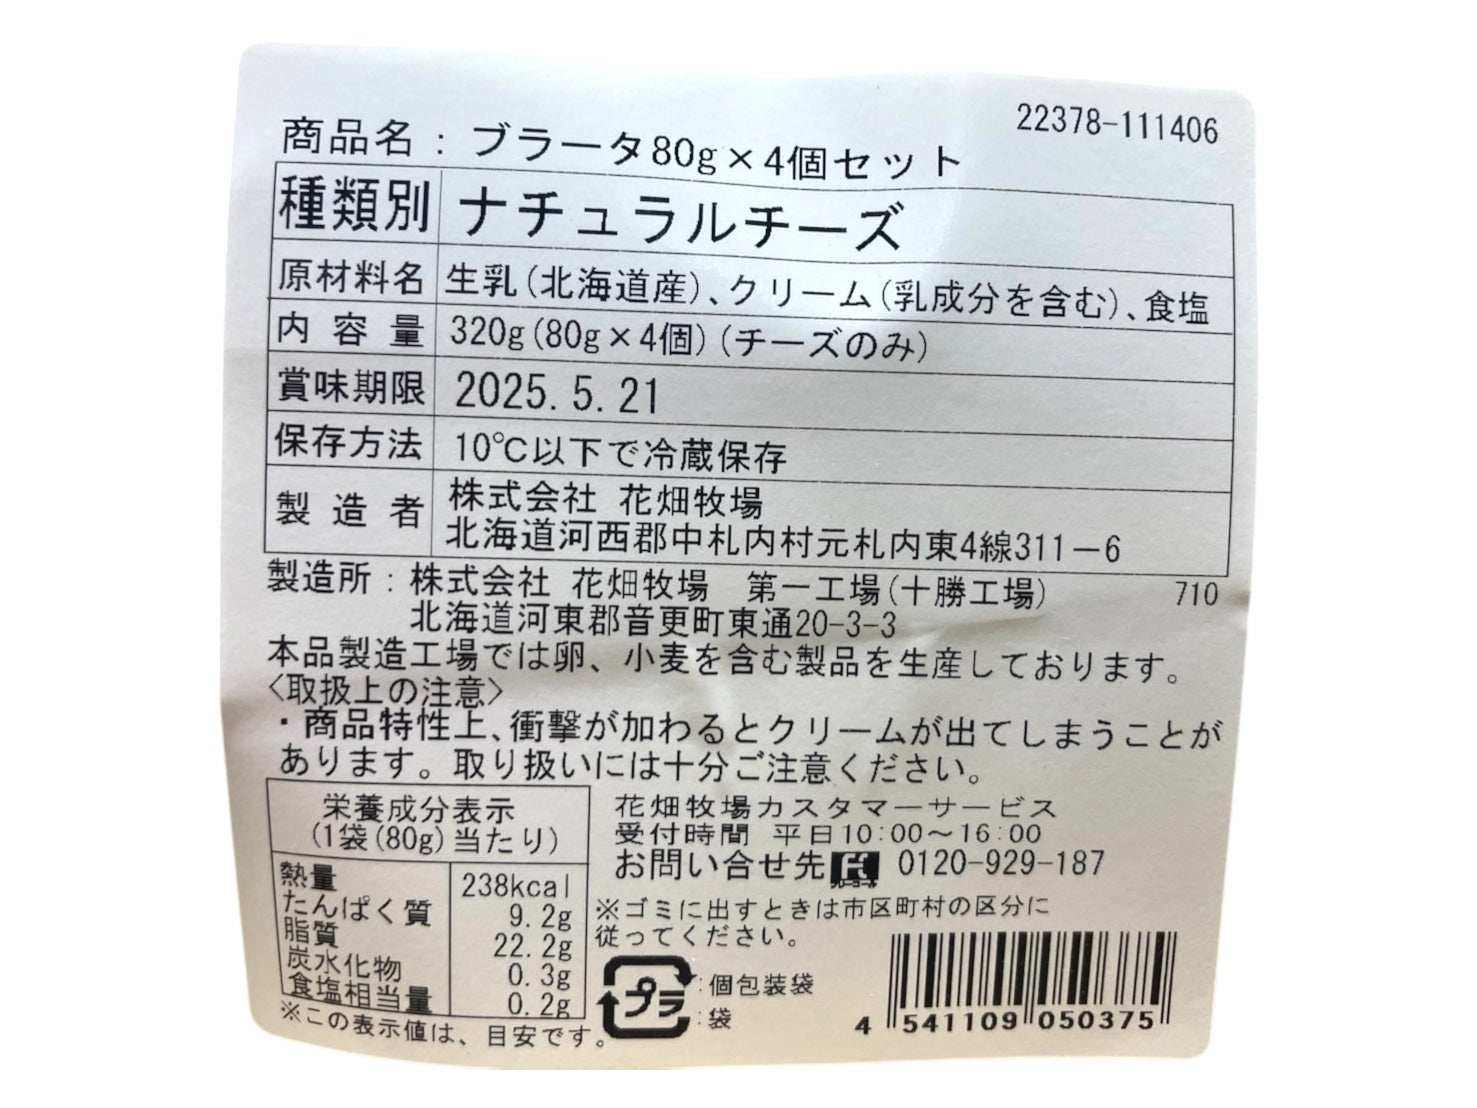 22378-111406
商品名：ブラータ80g×4個セット
種類別 ナチュラルチーズ
原材料名 生乳(北海道産)、クリーム(乳成分を含む)、食塩
内容量 320g(80g×4個)(チーズのみ)
賞味期限 2025.5.21
保存方法 10℃以下で冷蔵保存
製造者 株式会社 花畑牧場
北海道河西郡中札内村元札内東4線311－6
製造所：株式会社 花畑牧場 第一工場(十勝工場) 710
北海道河東郡音更町東通20-3-3
本品製造工場では卵、小麦を含む製品を生産しております。
〈取扱上の注意〉
・商品特性上、衝撃が加わるとクリームが出てしまうことが
あります。取り扱いには十分ご注意ください。
栄養成分表示
(1袋(80g)当たり)
熱量 238kcal
たんぱく質 9.2g
脂質 22.2g
炭水化物 0.3g
食塩相当量 0.2g
※この表示値は、目安です。
花畑牧場カスタマーサービス
受付時間 平日10:00～16:00
お問い合せ先 フリーコール 0120-929-187
※ゴミに出すときは市区町村の区分に
従ってください。
プラ
：個包装袋
：袋
4 541109 050375